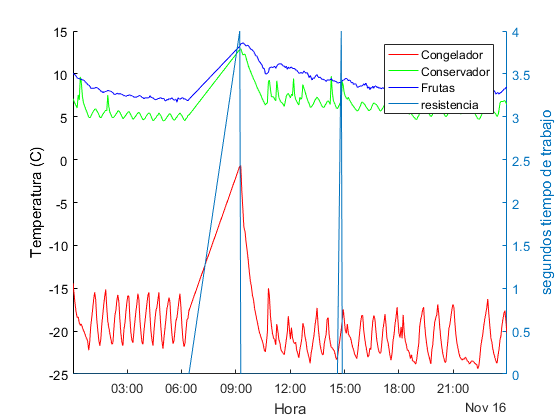 15
10
5
0
-5
-10
-15
-20
-25
Temperatura (C)
4
3.5
3
2.5
2
1.5
1
0.5
0
segundos tiempo de trabajo
Congelador
Conservador
Frutas
resistencia
03:00 06:00 09:00 12:00 15:00 18:00 21:00
Hora
Nov 16